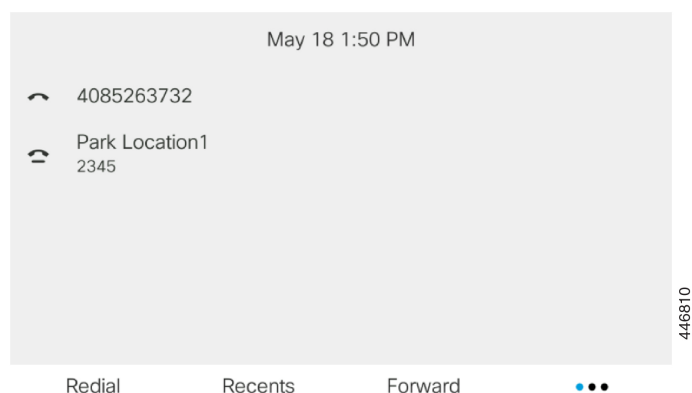 May 18 1:50 PM
4085263732
Park Location1
2345
446810
Redial Recents Forward